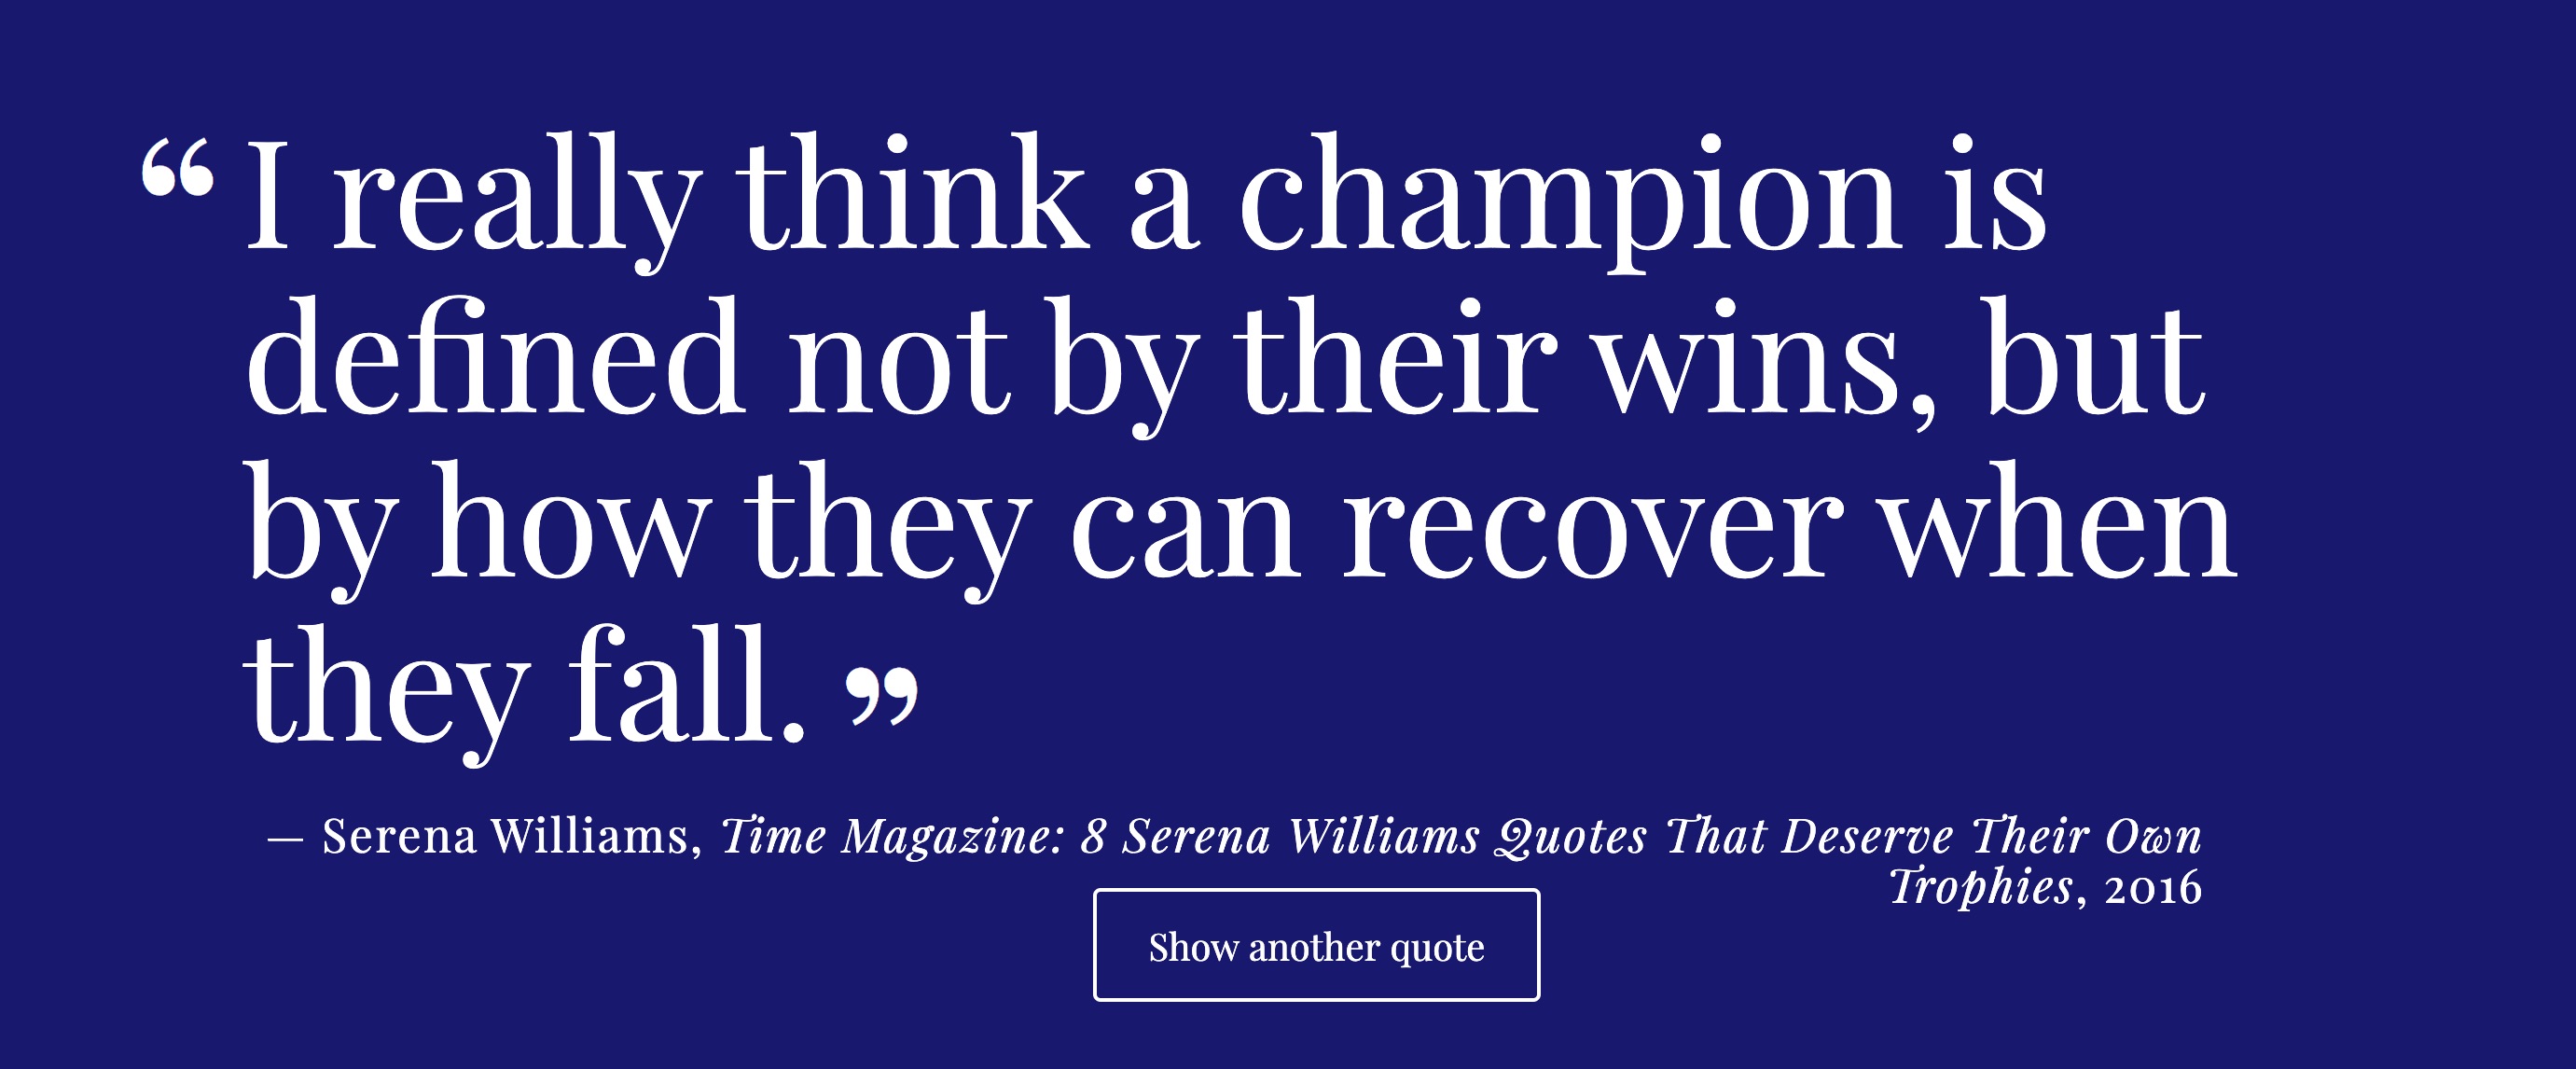 “I really think a champion is
defined not by their wins, but
by how they can recover when
they fall.”
— Serena Williams, Time Magazine: 8 Serena Williams Quotes That Deserve Their Own
Trophies, 2016
Show another quote